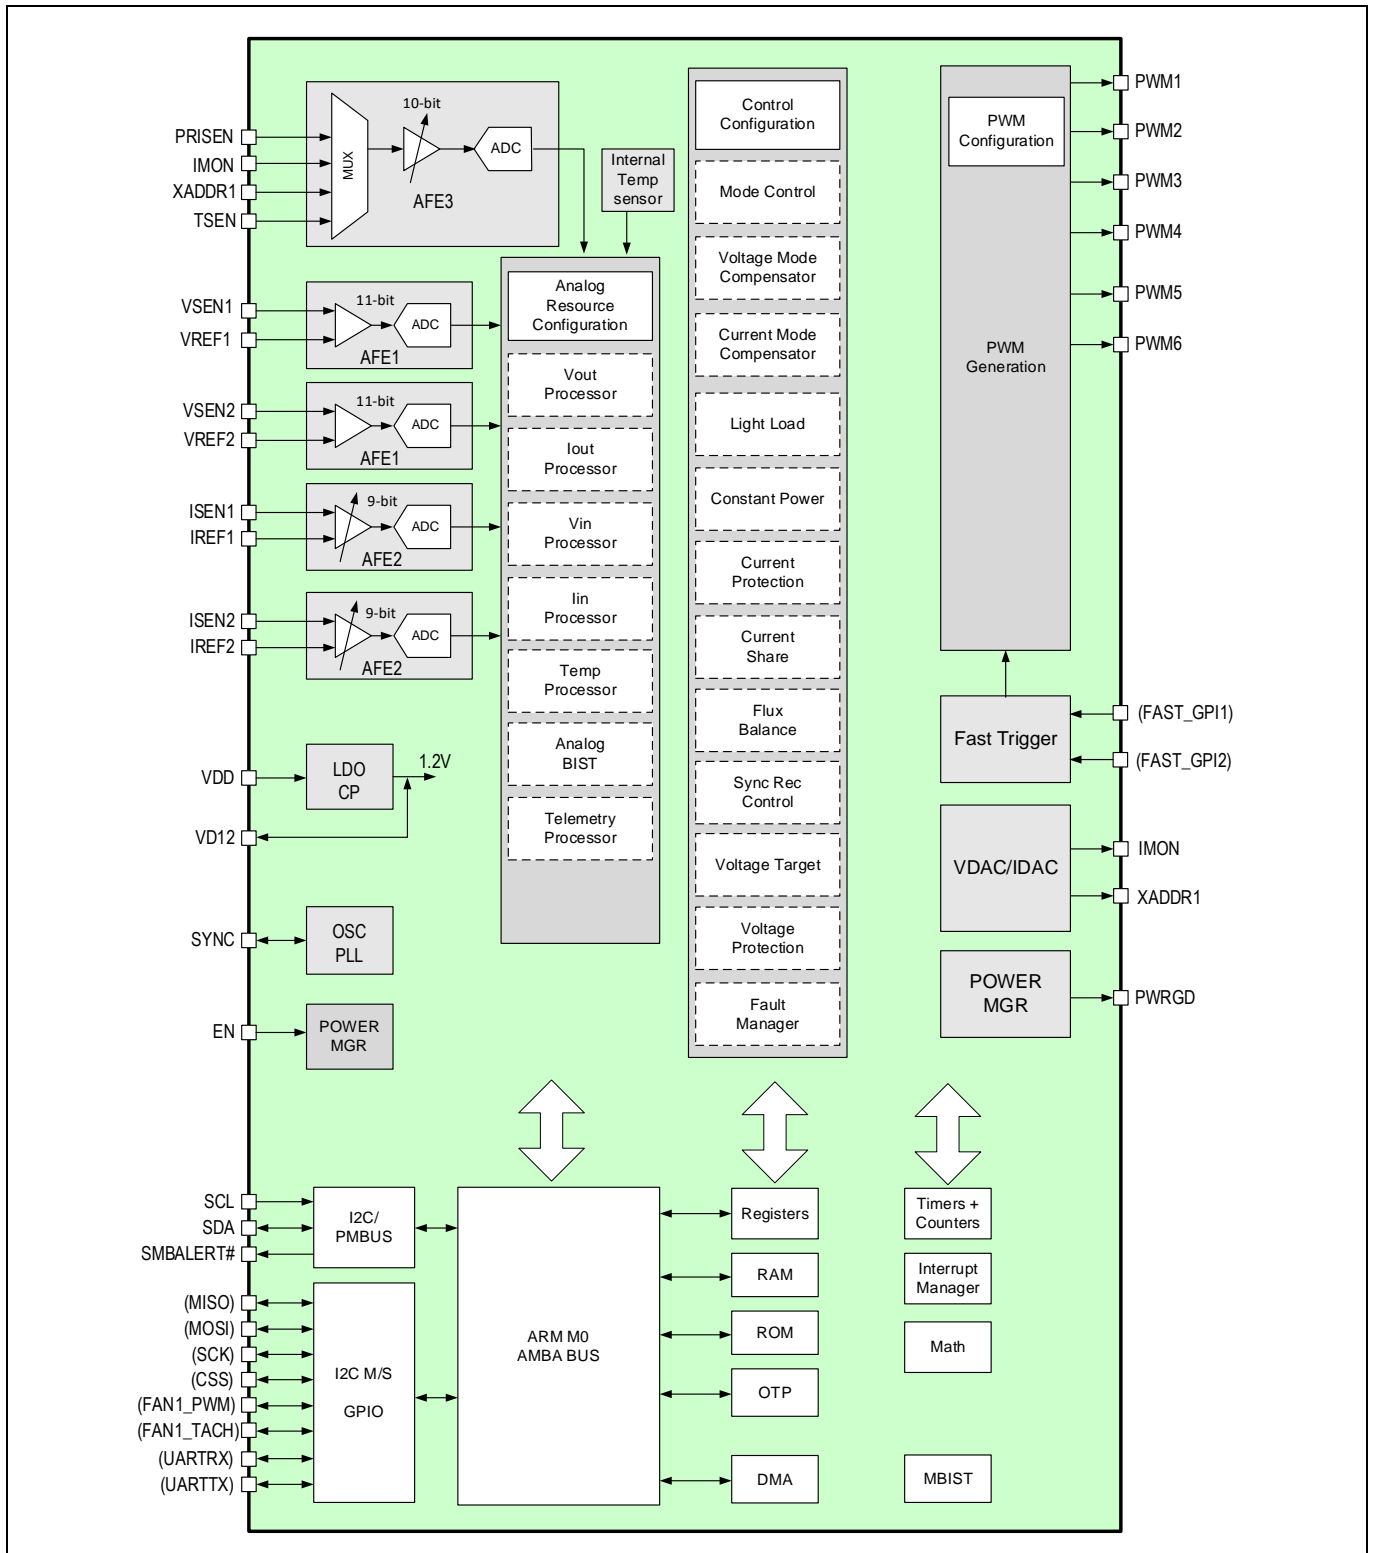 PRISEN
IMON
XADDR1
TSEN
MUX
10-bit
ADC
AFE3
Internal
Temp
sensor
VSEN1
VREF1
11-bit
ADC
AFE1
VSEN2
VREF2
11-bit
ADC
AFE1
ISEN1
IREF1
9-bit
ADC
AFE2
ISEN2
IREF2
9-bit
ADC
AFE2
VDD
LDO
CP
1.2V
VD12
SYNC
OSC
PLL
EN
POWER
MGR
Analog
Resource
Configuration
Vout
Processor
Iout
Processor
Vin
Processor
Iin
Processor
Temp
Processor
Analog
BIST
Telemetry
Processor
Control
Configuration
Mode Control
Voltage Mode
Compensator
Current Mode
Compensator
Light Load
Constant Power
Current
Protection
Current
Share
Flux
Balance
Sync Rec
Control
Voltage Target
Voltage
Protection
Fault
Manager
PWM
Configuration
PWM
Generation
PWM1
PWM2
PWM3
PWM4
PWM5
PWM6
Fast Trigger
(FAST_GPI1)
(FAST_GPI2)
VDAC/IDAC
IMON
XADDR1
POWER
MGR
PWRGD
SCL
SDA
SMBALERT#
I2C/
PMBUS
(MISO)
(MOSI)
(SCK)
(CSS)
(FAN1_PWM)
(FAN1_TACH)
(UARTRX)
(UARTTX)
I2C M/S
GPIO
ARM M0
AMBA BUS
Registers
RAM
ROM
OTP
DMA
Timers +
Counters
Interrupt
Manager
Math
MBIST